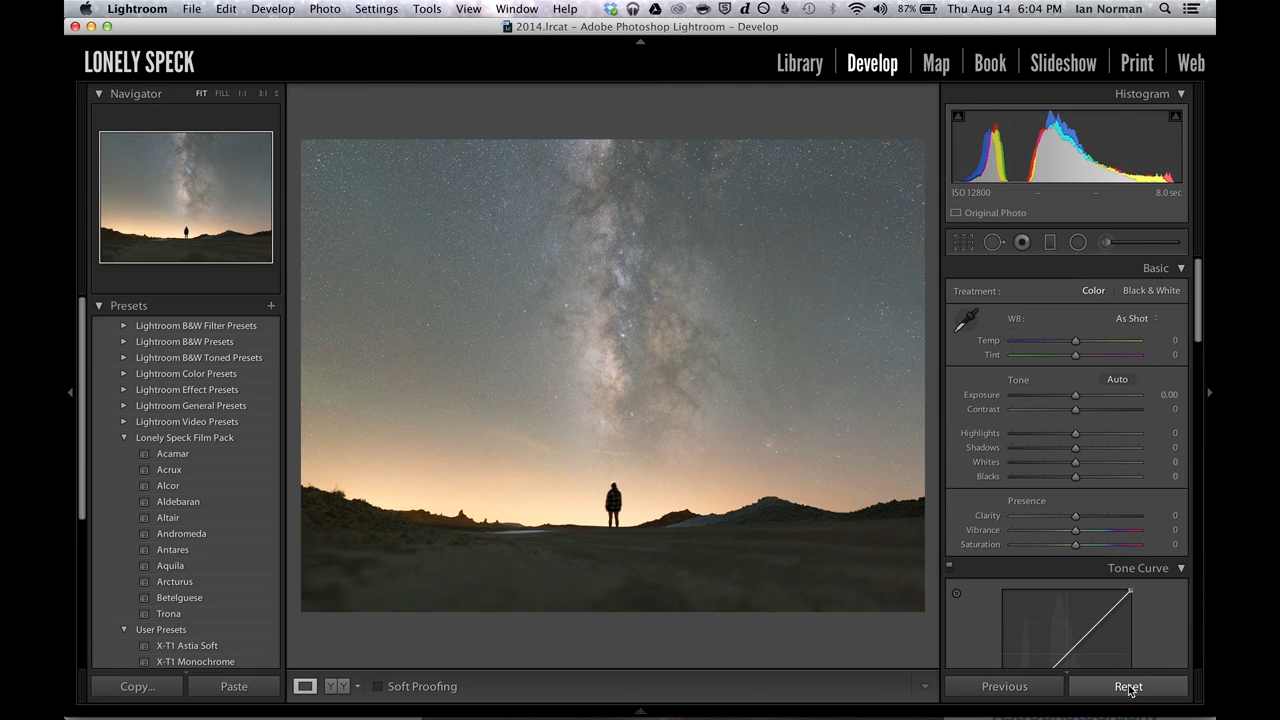 Lightroom File Edit Develop Photo Settings Tools View Window Help 87% Thu Aug 14 6:04 PM Ian Norman
2014.lrcat – Adobe Photoshop Lightroom – Develop
LONELY SPECK
Library Develop Map Book Slideshow Print Web
Navigator FIT FILL 1:1 3:1
Histogram
ISO 12800 – – 8.0 sec
Original Photo
Basic
Treatment : Color Black & White
WB: As Shot
Temp 0
Tint 0
Tone Auto
Exposure 0.00
Contrast 0
Highlights 0
Shadows 0
Whites 0
Blacks 0
Presence
Clarity 0
Vibrance 0
Saturation 0
Tone Curve
Presets +
Lightroom B&W Filter Presets
Lightroom B&W Presets
Lightroom B&W Toned Presets
Lightroom Color Presets
Lightroom Effect Presets
Lightroom General Presets
Lightroom Video Presets
Lonely Speck Film Pack
Acamar
Acrux
Alcor
Aldebaran
Altair
Andromeda
Antares
Aquila
Arcturus
Betelguese
Trona
User Presets
X-T1 Astia Soft
X-T1 Monochrome
Copy... Paste
YY Soft Proofing
Previous Reset